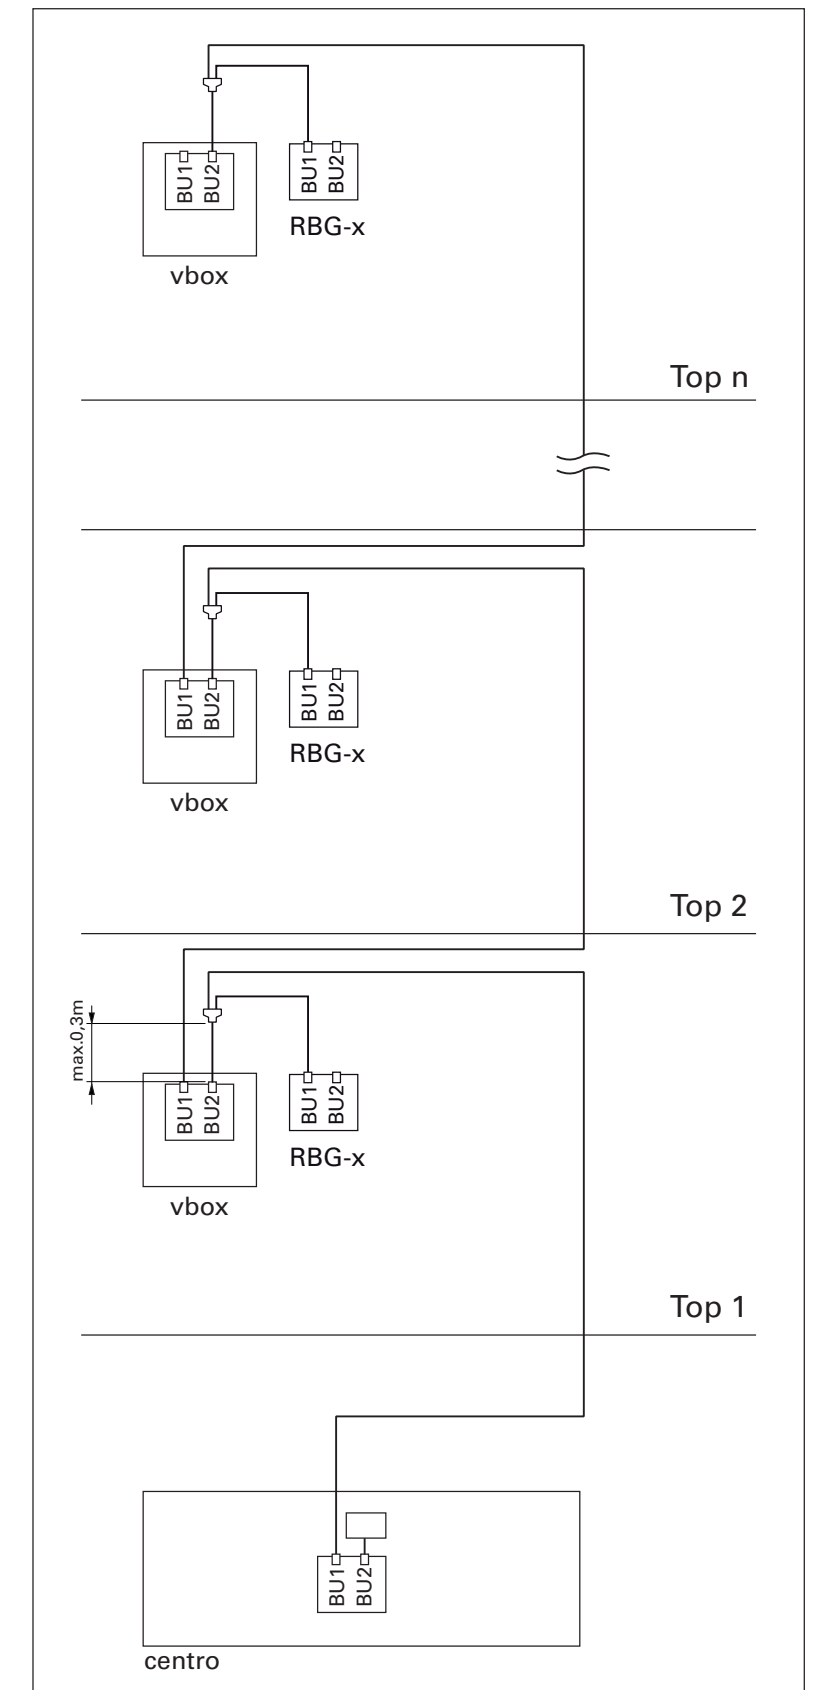 BU1 BU2 BU1 BU2
RBG-x
vbox
Top n
BU1 BU2 BU1 BU2
RBG-x
vbox
Top 2
max.0,3m
BU1 BU2 BU1 BU2
RBG-x
vbox
Top 1
BU1 BU2
centro